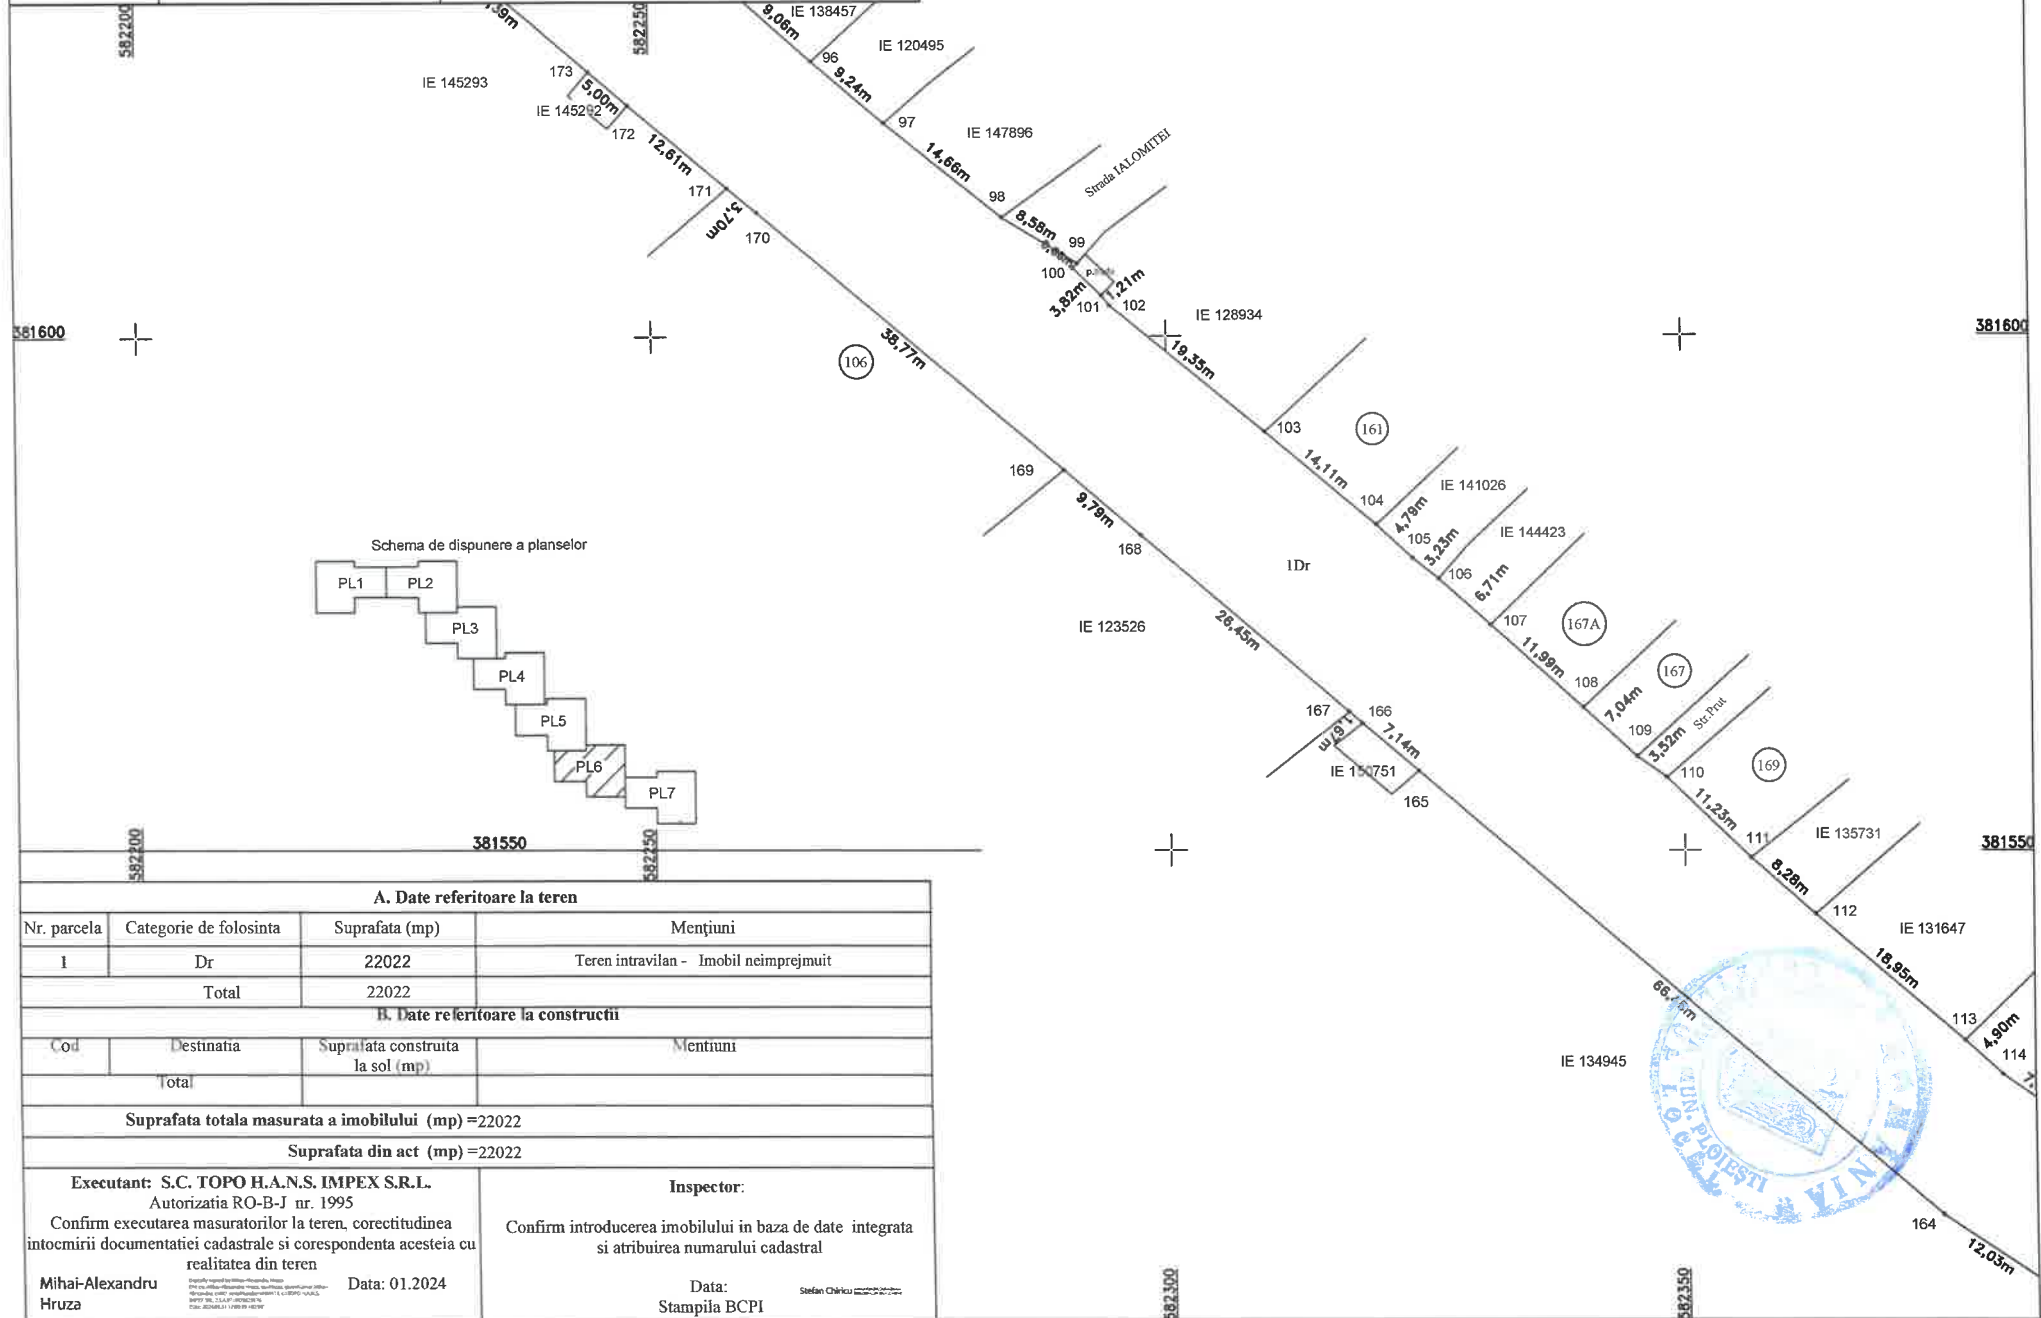 582200
582250
9,06m
IE 138457
IE 120495
96
9,24m
IE 145293
173
5,00m
172
97
IE 147896
14,66m
12,61m
171
3,70m
170
98
Strada IALOMITEI
8,58m
99
100
3,82m
101
102
IE 128934
381600
381600
106
38,77m
19,35m
103
161
169
14,11m
104
IE 141026
9,79m
168
4,79m
105
3,23m
IE 144423
106
6,71m
107
1Dr
167A
Schema de dispunere a planselor
PL1
PL2
PL3
PL4
PL5
PL6
PL7
IE 123526
26,45m
11,99m
108
167
7,04m
109
Str.Prut
3,52m
110
169
167
166
1,67m
7,14m
IE 150751
165
11,23m
111
IE 135731
8,28m
112
IE 131647
18,95m
113
4,90m
114
582200
381550
582250
381550
IE 134945
164
12,03m
582300
582350
A. Date referitoare la teren
Nr. parcela Categorie de folosinta Suprafata (mp) Menţiuni
1 Dr 22022 Teren intravilan - Imobil neimprejmuit
Total 22022
B. Date referitoare la constructii
Cod Destinatia Suprafata construita Mentiuni
la sol (mp)
Total
Suprafata totala masurata a imobilului (mp) =22022
Suprafata din act (mp) =22022
Executant: S.C. TOPO H.A.N.S. IMPEX S.R.L.
Autorizatia RO-B-J nr. 1995
Confirm executarea masuratorilor la teren, corectitudinea
intocmirii documentatiei cadastrale si corespondenta acesteia cu
realitatea din teren
Mihai-Alexandru
Hruza
Data: 01.2024
Inspector:
Confirm introducerea imobilului in baza de date integrata
si atribuirea numarului cadastral
Data:
Stampila BCPI
Stefan Chiricu
MUN. PLOIEŞTI